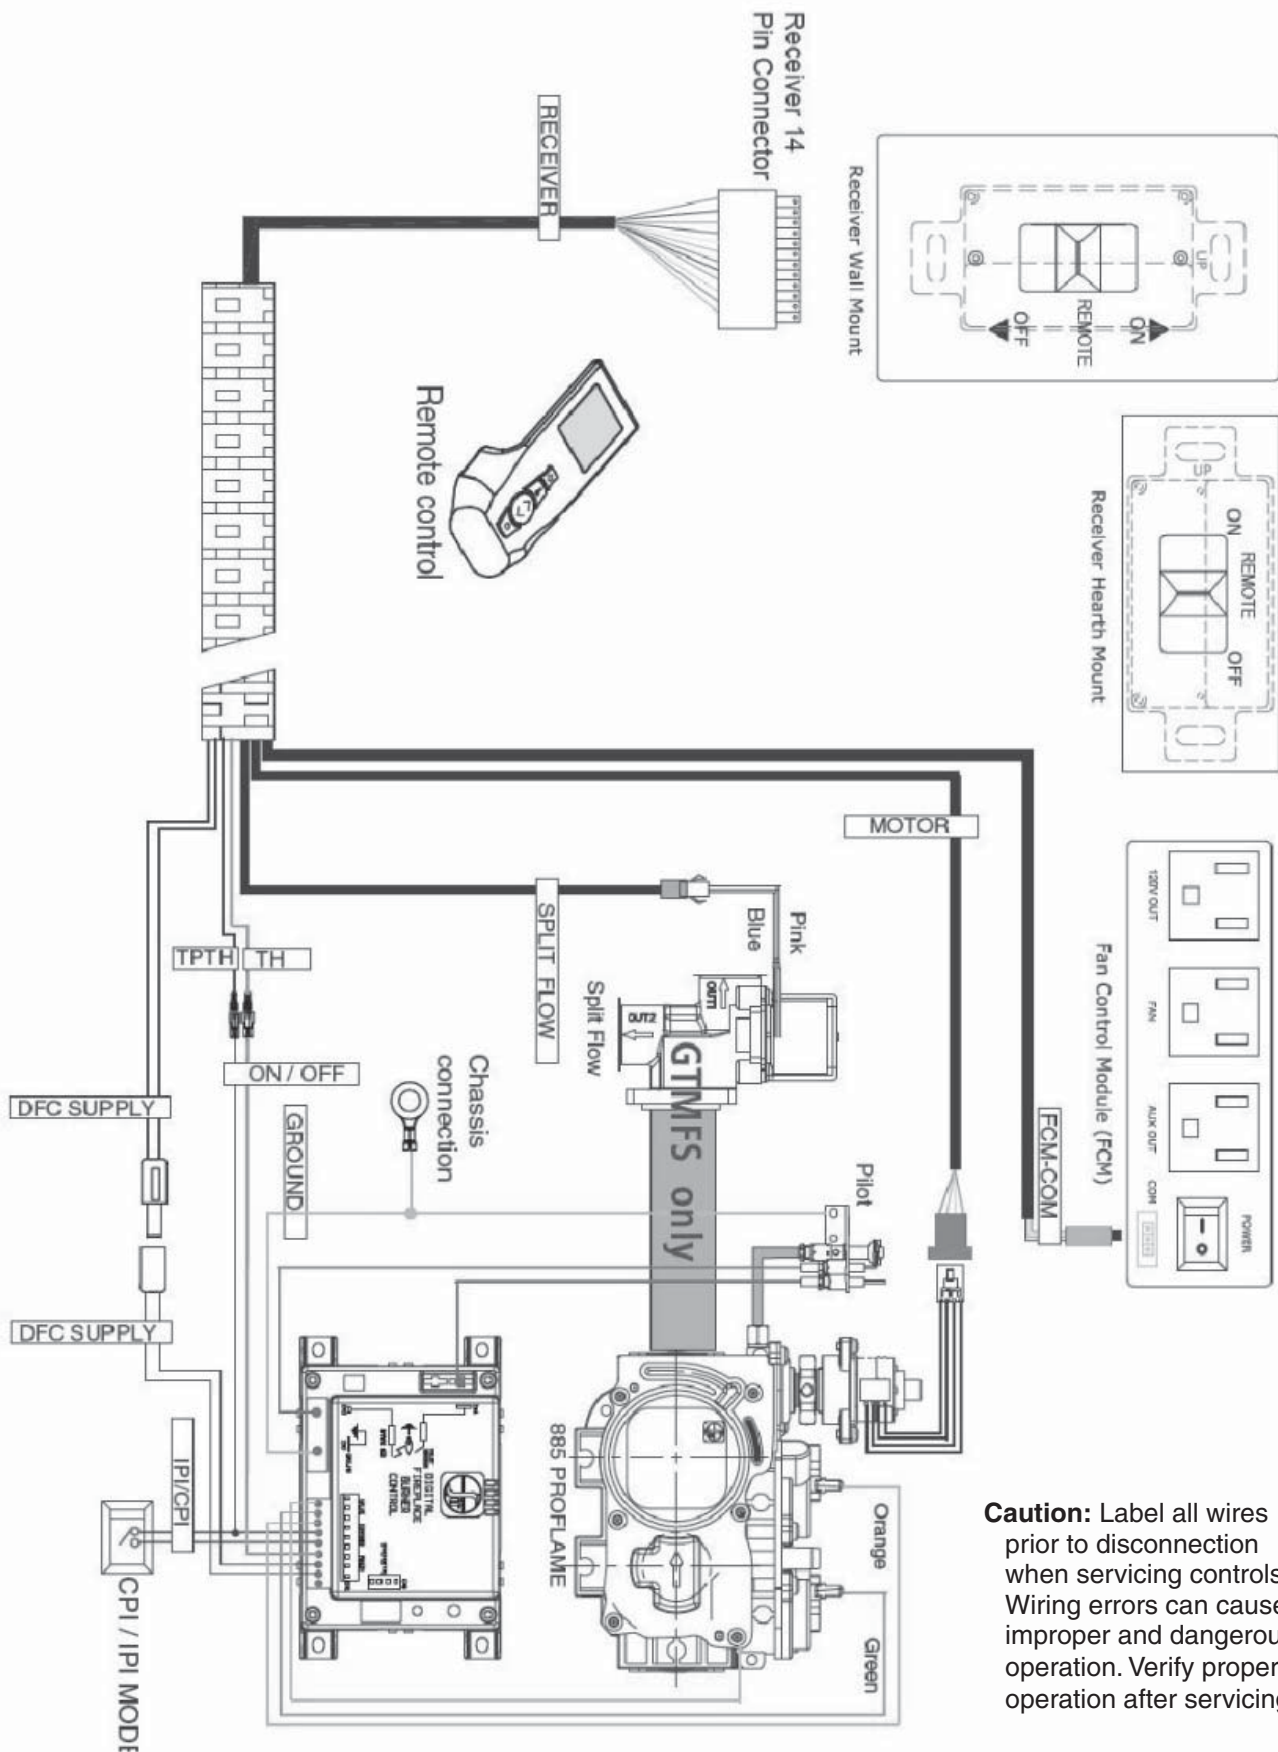 Receiver 14
Pin Connector
RECEIVER
Receiver Wall Mount
UP
ON
REMOTE
OFF
Remote control
Receiver Hearth Mount
UP
ON
REMOTE
OFF
120V OUT
FAN
AUX OUT
COM
POWER
Fan Control Module (FCM)
FCM-COM
MOTOR
SPLIT FLOW
Pink
Blue
OUT1
OUT2
Split Flow
GTMFS only
TPTH
TH
ON / OFF
DFC SUPPLY
DFC SUPPLY
GROUND
Chassis
connection
Pilot
885 PROFLAME
DIGITAL
FIREPLACE
BURNER
CONTROL
Orange
Green
IPI/CPI
CPI / IPI MODE
Caution: Label all wires
prior to disconnection
when servicing controls
Wiring errors can cause
improper and dangerou
operation. Verify proper
operation after servicing